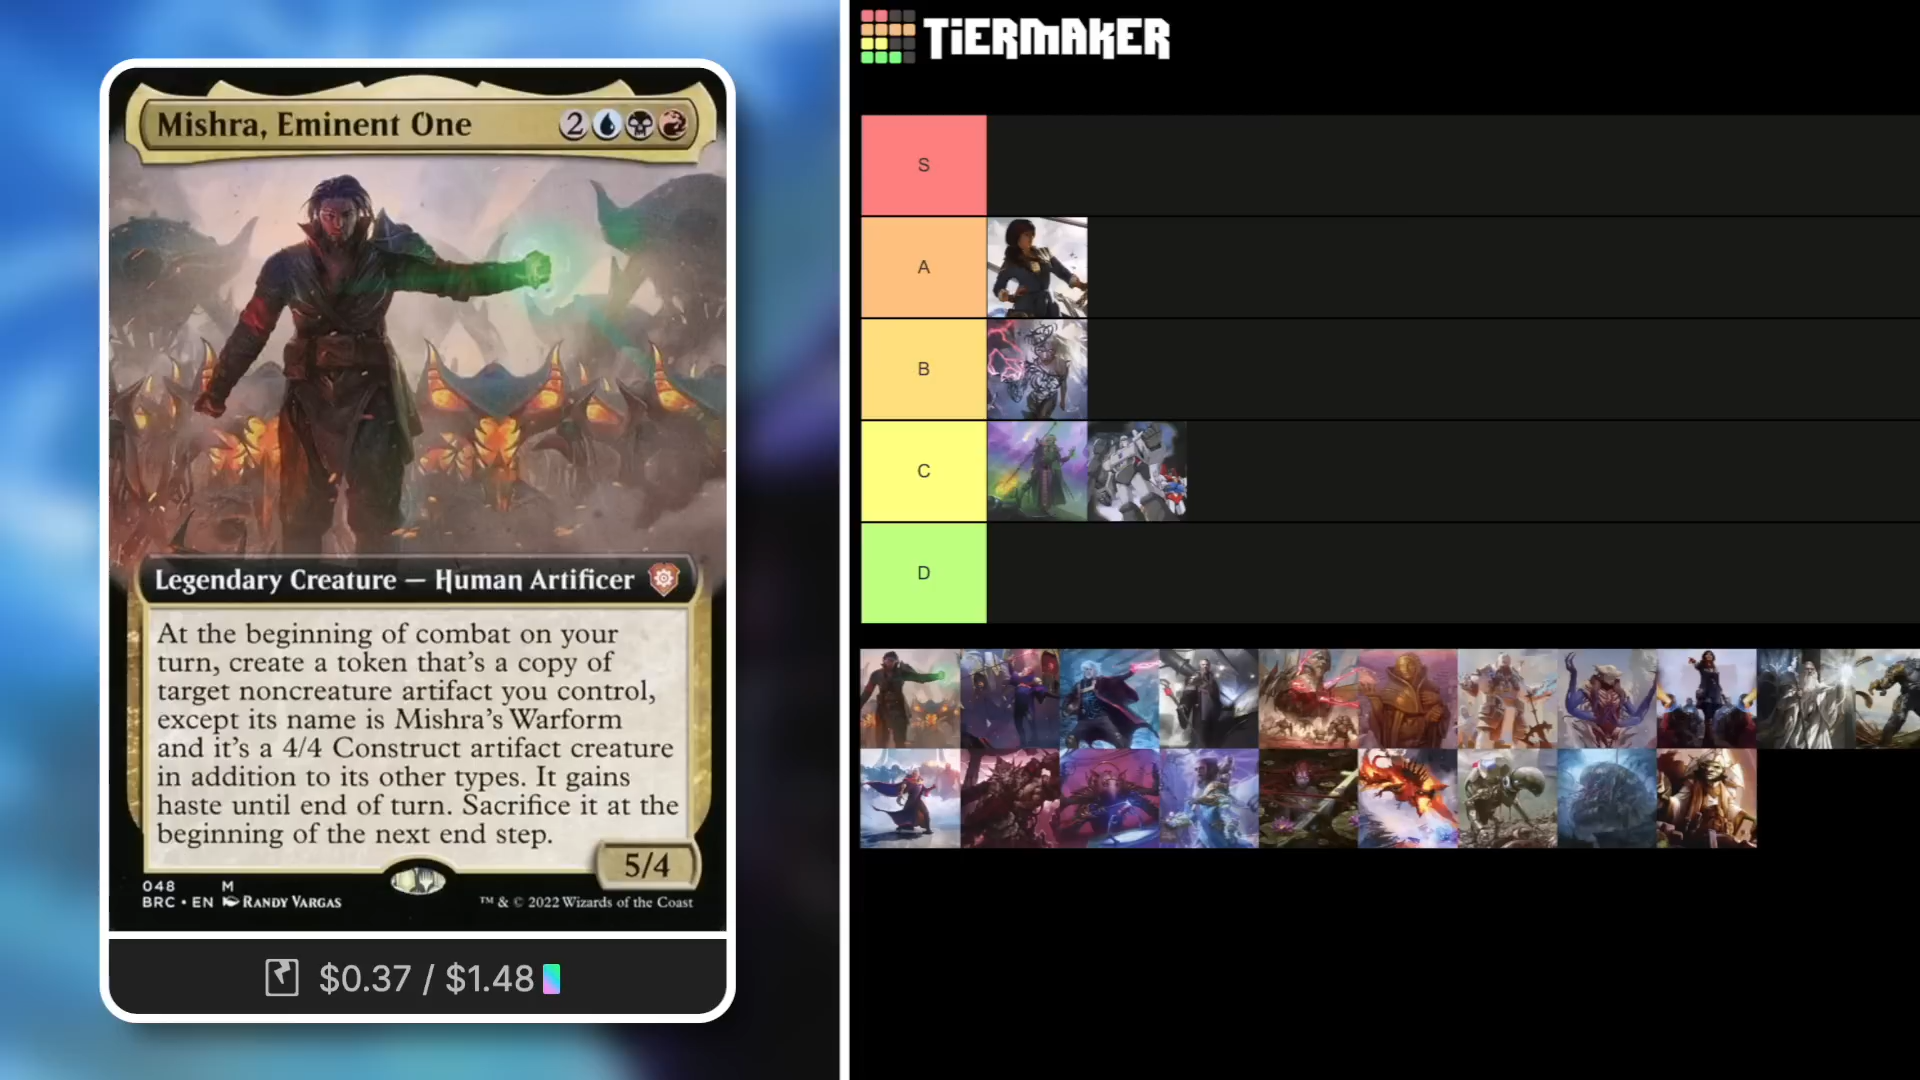 Mishra, Eminent One 2
Legendary Creature — Human Artificer
At the beginning of combat on your
turn, create a token that's a copy of
target noncreature artifact you control,
except its name is Mishra's Warform
and it's a 4/4 Construct artifact creature
in addition to its other types. It gains
haste until end of turn. Sacrifice it at the
beginning of the next end step.
5/4
048 M
BRC • EN RANDY VARGAS
™ & © 2022 Wizards of the Coast
$0.37 / $1.48
TiERMAKER
S
A
B
C
D